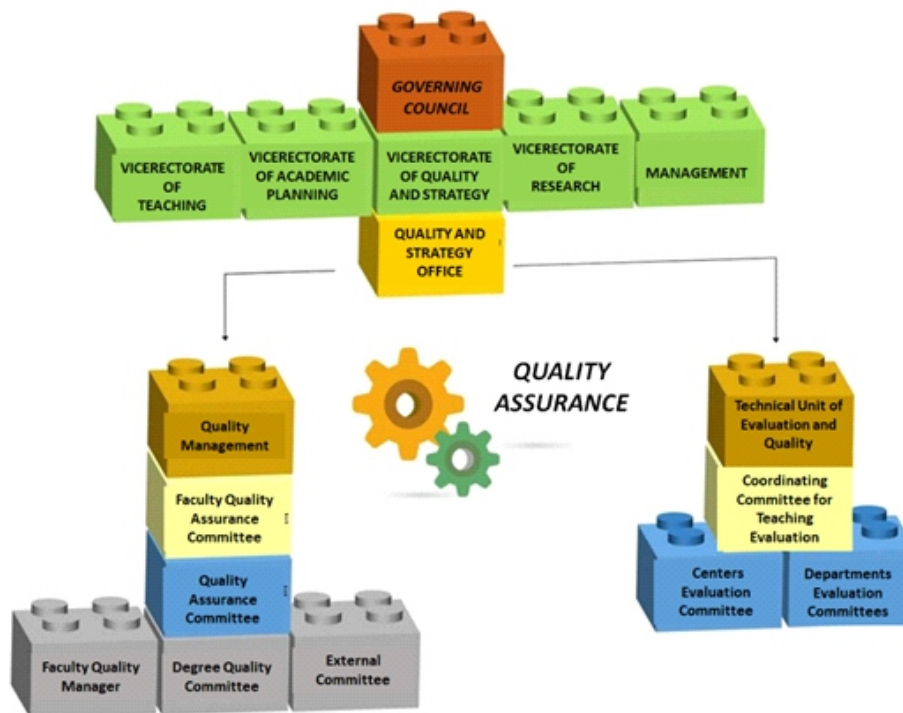 GOVERNING
COUNCIL
VICERECTORATE
OF
TEACHING
VICERECTORATE
OF ACADEMIC
PLANNING
VICERECTORATE
OF QUALITY
AND STRATEGY
VICERECTORATE
OF
RESEARCH
MANAGEMENT
QUALITY AND
STRATEGY
OFFICE
QUALITY
ASSURANCE
Quality
Management
Faculty Quality
Assurance
Committee
Quality
Assurance
Committee
Faculty Quality
Manager
Degree Quality
Committee
External
Committee
Technical Unit of
Evaluation and
Quality
Coordinating
Committee for
Teaching
Evaluation
Centers
Evaluation
Committee
Departments
Evaluation
Committees